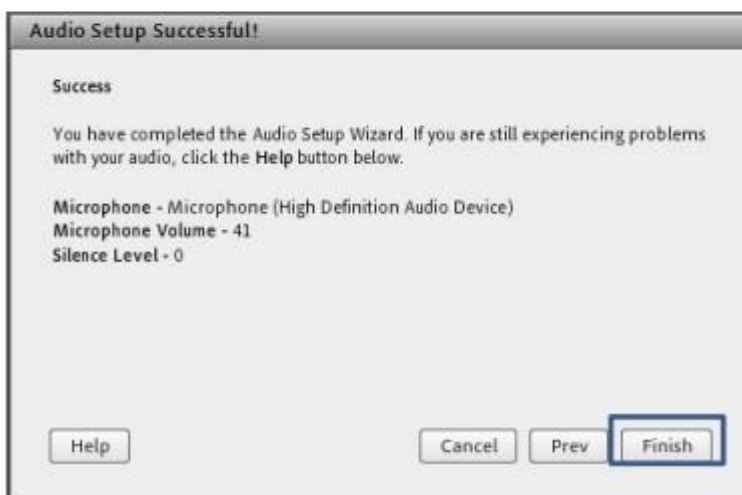 Audio Setup Successful!
Success
You have completed the Audio Setup Wizard. If you are still experiencing problems
with your audio, click the Help button below.
Microphone - Microphone (High Definition Audio Device)
Microphone Volume - 41
Silence Level - 0
Help Cancel Prev Finish